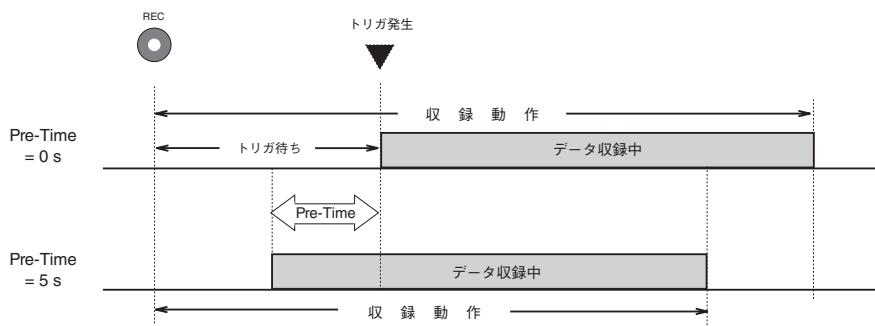 REC
トリガ発生
収 録 動 作
Pre-Time
= 0 s
トリガ待ち
データ収録中
Pre-Time
Pre-Time
= 5 s
データ収録中
収 録 動 作